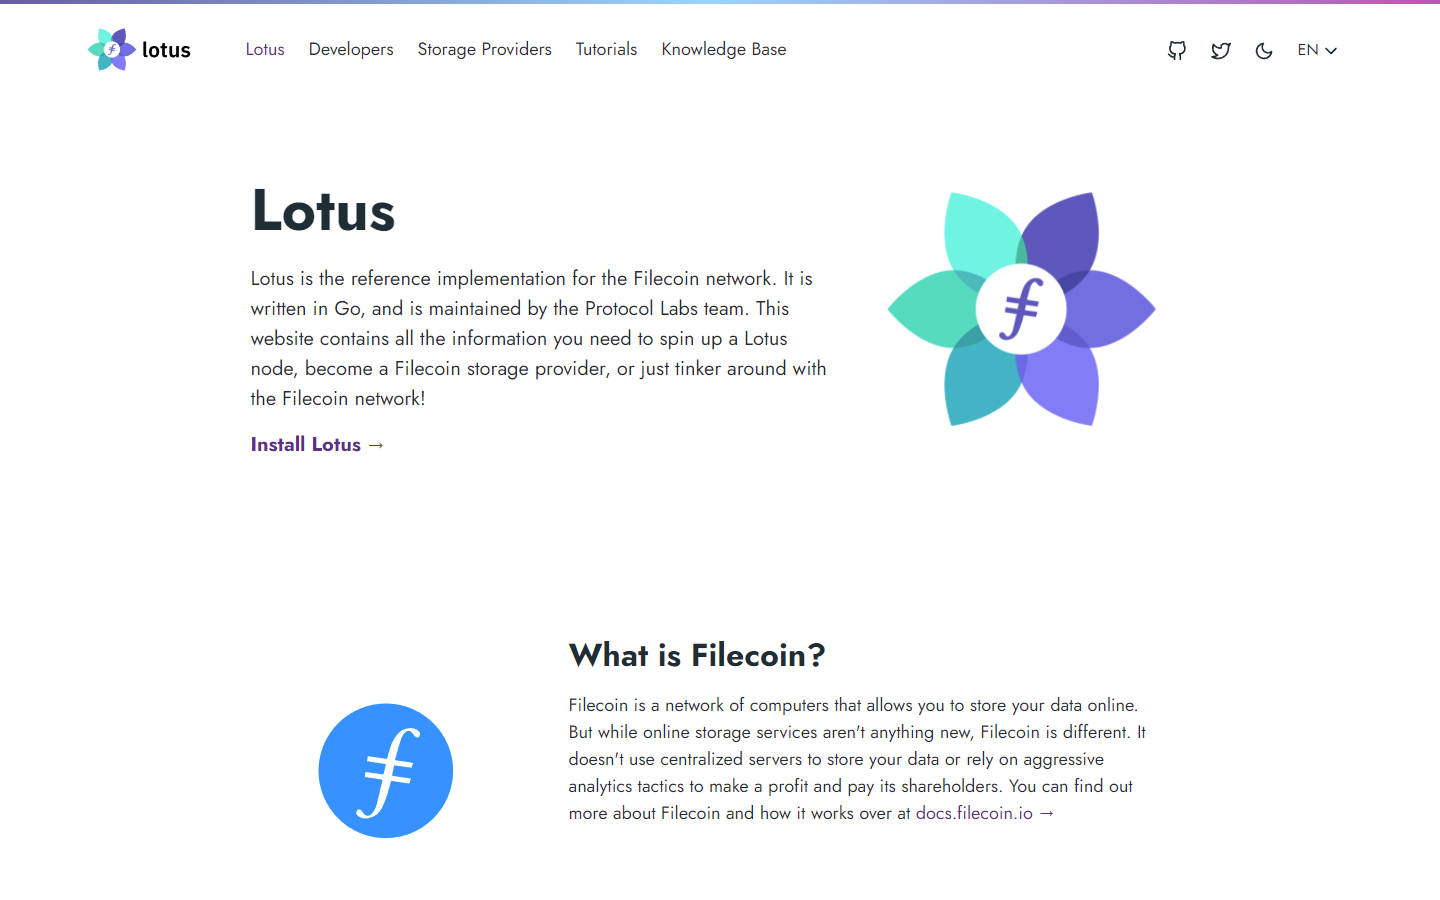 lotus
Lotus
Developers
Storage Providers
Tutorials
Knowledge Base
EN
Lotus
Lotus is the reference implementation for the Filecoin network. It is
written in Go, and is maintained by the Protocol Labs team. This
website contains all the information you need to spin up a Lotus
node, become a Filecoin storage provider, or just tinker around with
the Filecoin network!
Install Lotus →
What is Filecoin?
Filecoin is a network of computers that allows you to store your data online.
But while online storage services aren't anything new, Filecoin is different. It
doesn't use centralized servers to store your data or rely on aggressive
analytics tactics to make a profit and pay its shareholders. You can find out
more about Filecoin and how it works over at docs.filecoin.io →